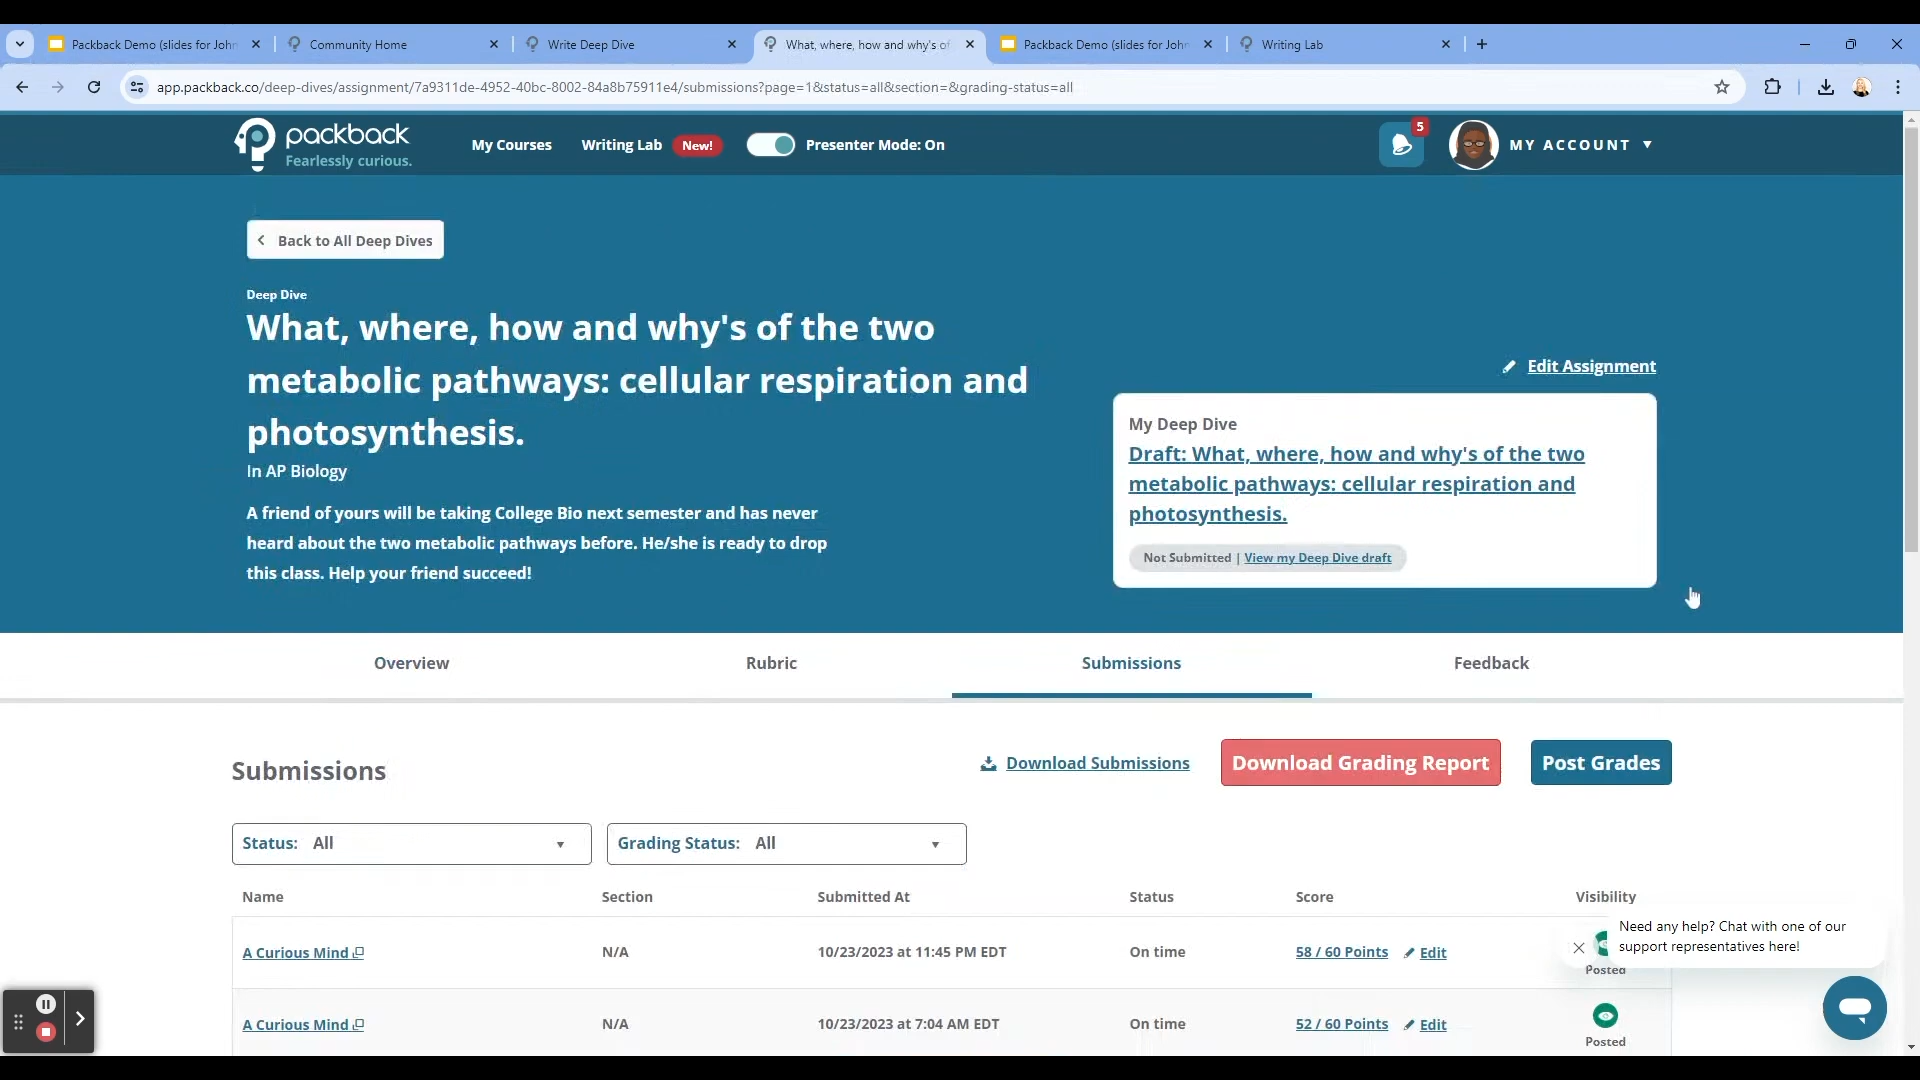 Packback Demo (slides for John
Community Home
Write Deep Dive
What, where, how and why's of
Packback Demo (slides for John
Writing Lab
app.packback.co/deep-dives/assignment/7a9311de-4952-40bc-8002-84a8b75911e4/submissions?page=1&status=all&section=&grading-status=all
packback
Fearlessly curious.
My Courses
Writing Lab New!
Presenter Mode: On
5
MY ACCOUNT
Back to All Deep Dives
Deep Dive
What, where, how and why's of the two
metabolic pathways: cellular respiration and
photosynthesis.
In AP Biology
A friend of yours will be taking College Bio next semester and has never
heard about the two metabolic pathways before. He/she is ready to drop
this class. Help your friend succeed!
Edit Assignment
My Deep Dive
Draft: What, where, how and why's of the two
metabolic pathways: cellular respiration and
photosynthesis.
Not Submitted | View my Deep Dive draft
Overview
Rubric
Submissions
Feedback
Submissions
Download Submissions
Download Grading Report
Post Grades
Status: All
Grading Status: All
Name Section Submitted At Status Score Visibility
A Curious Mind N/A 10/23/2023 at 11:45 PM EDT On time 58 / 60 Points Edit
Posted
Need any help? Chat with one of our
support representatives here!
A Curious Mind N/A 10/23/2023 at 7:04 AM EDT On time 52 / 60 Points Edit
Posted